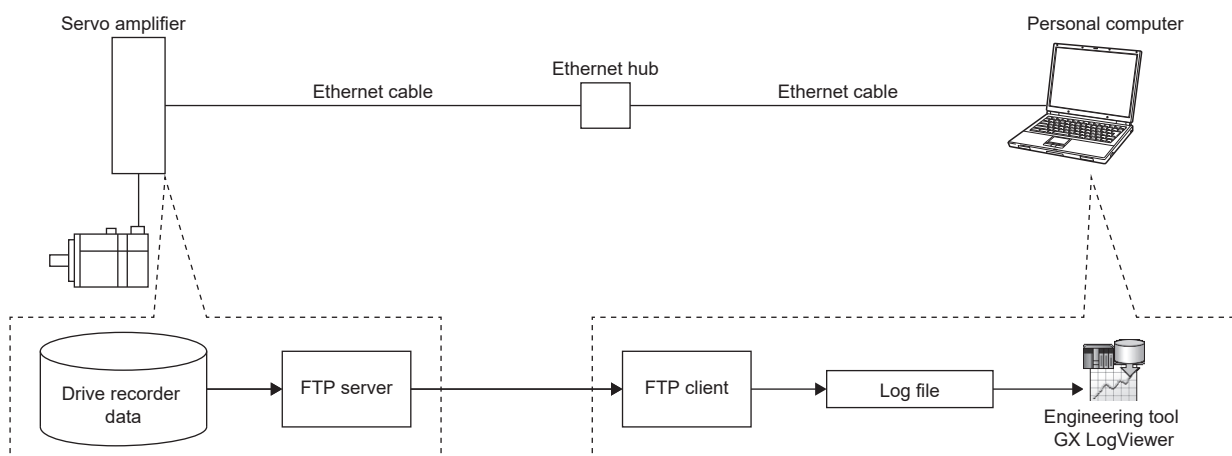 Servo amplifier
Personal computer
Ethernet hub
Ethernet cable
Ethernet cable
Drive recorder
data
FTP server
FTP client
Log file
Engineering tool
GX LogViewer